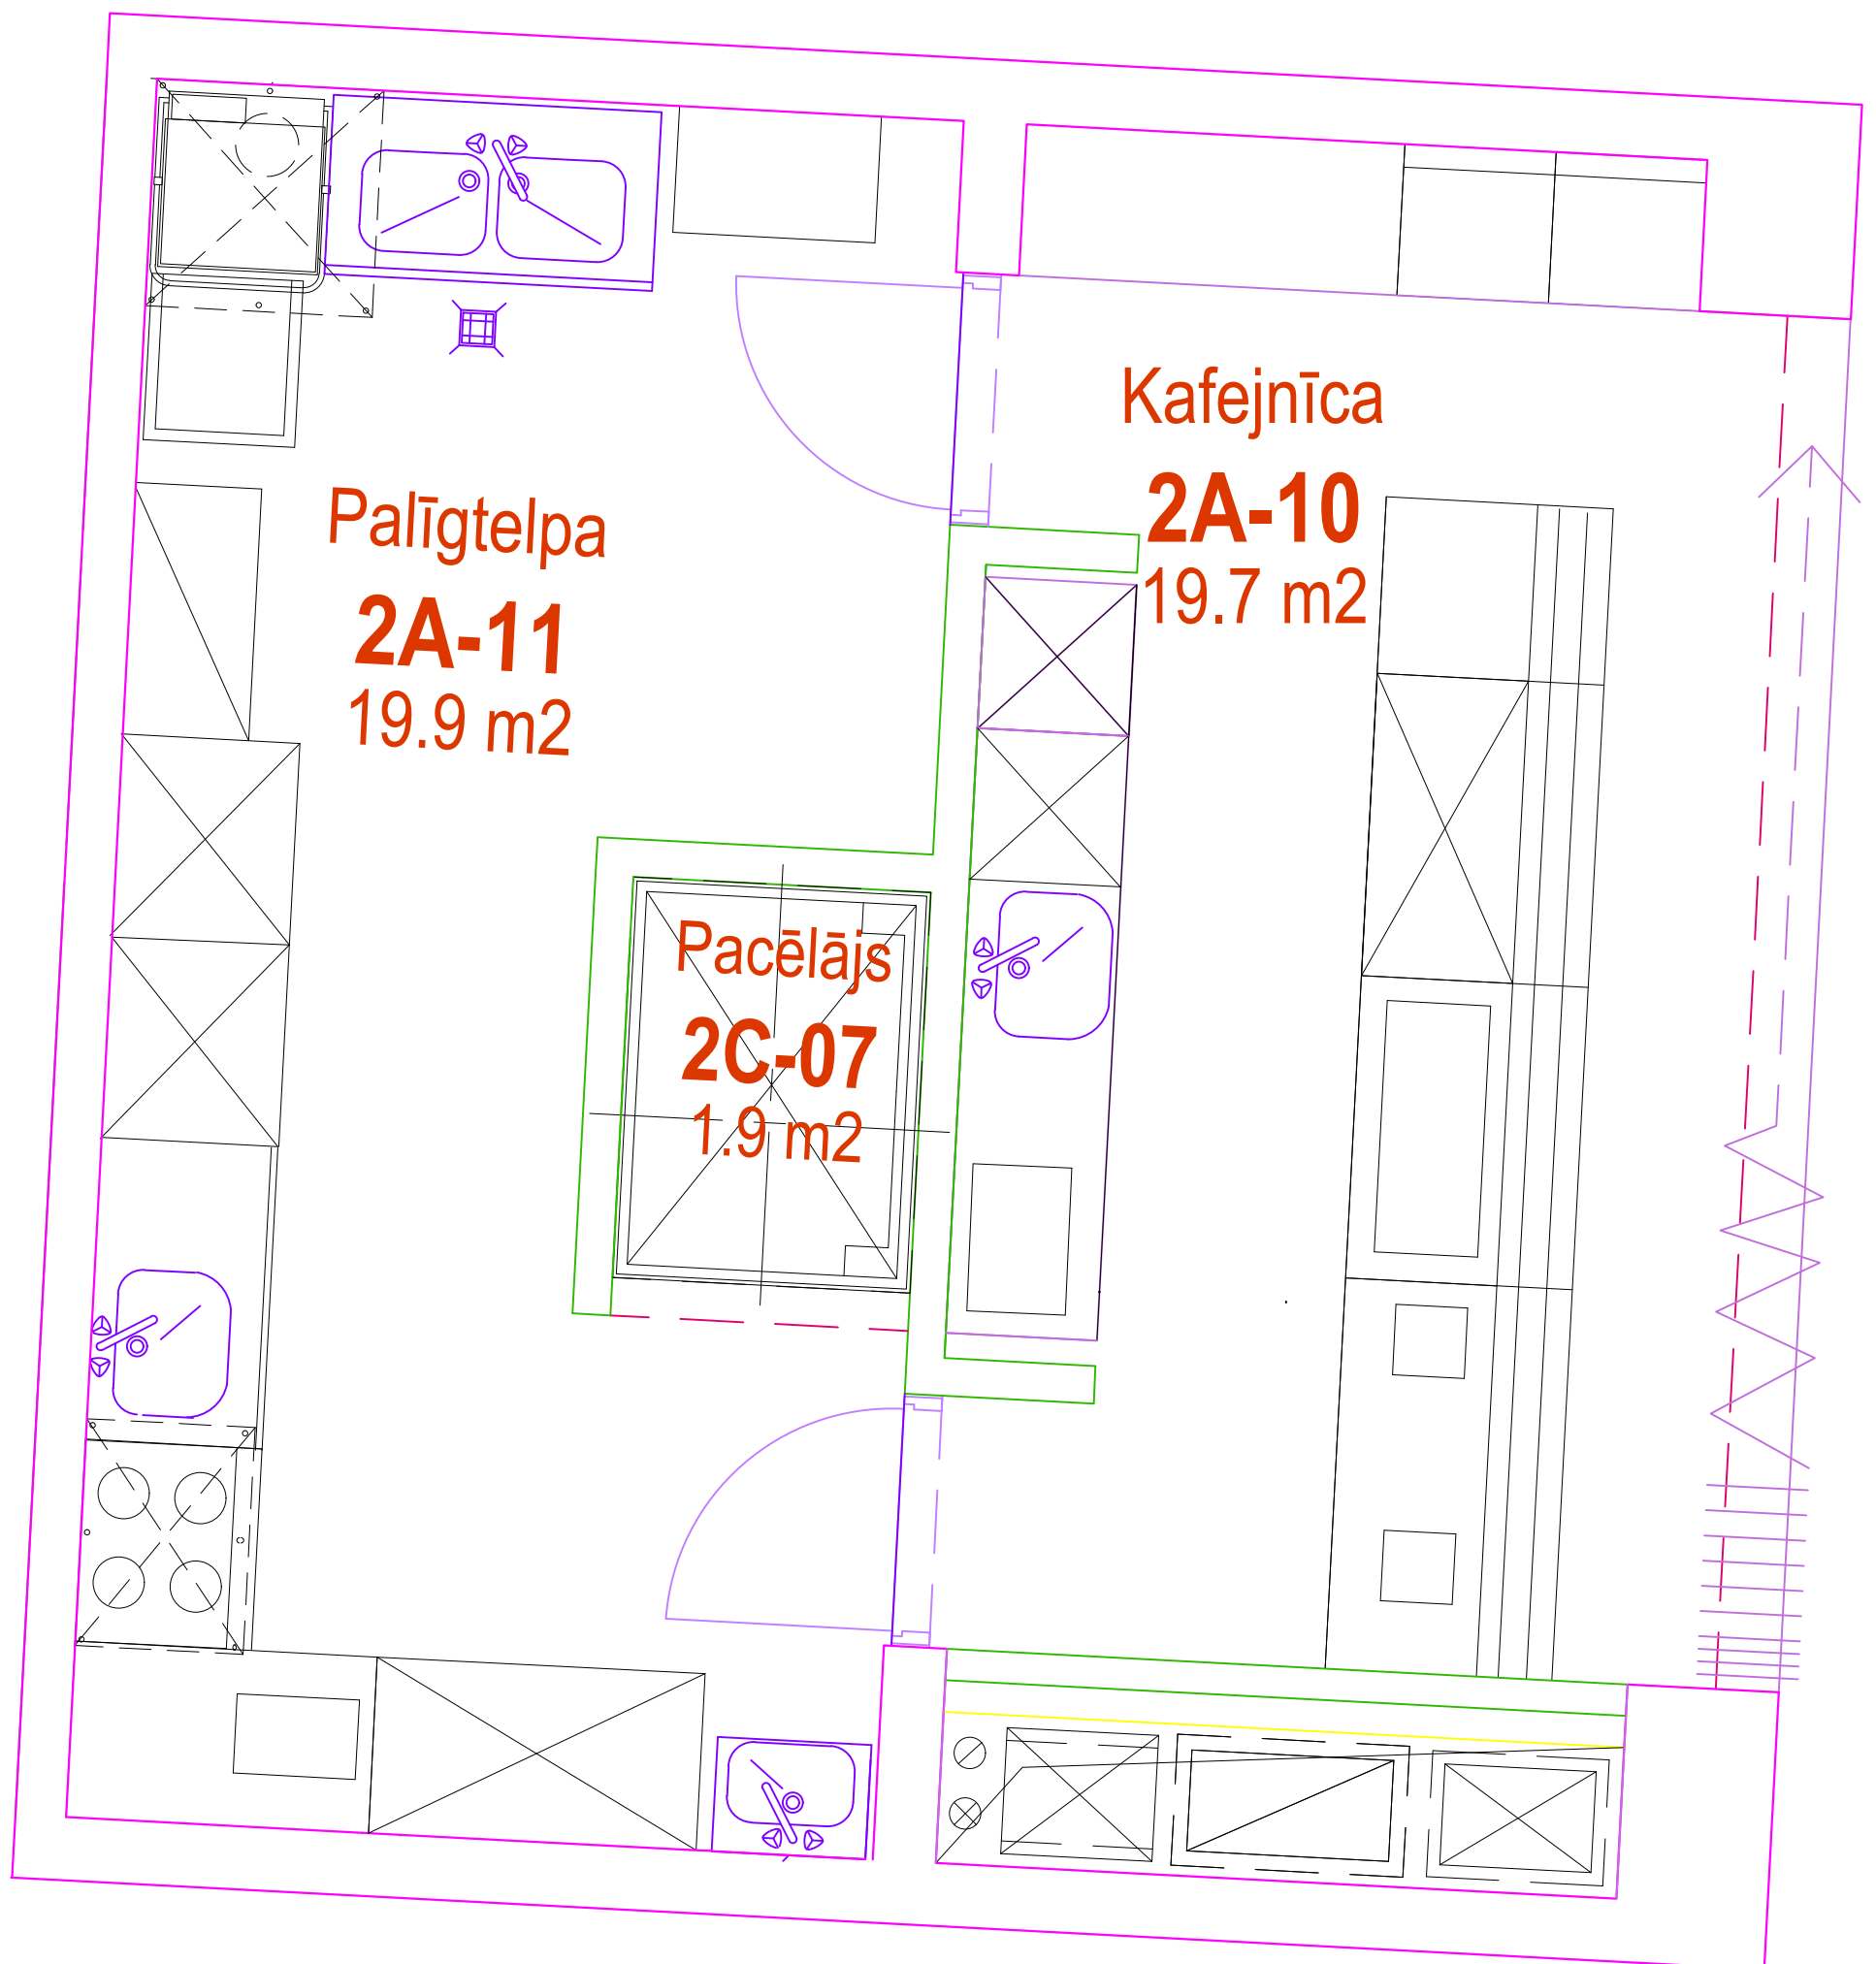 Kafejnīca
2A-10
19.7 m2
Palīgtelpa
2A-11
19.9 m2
Pacēlājs
2C-07
1.9 m2